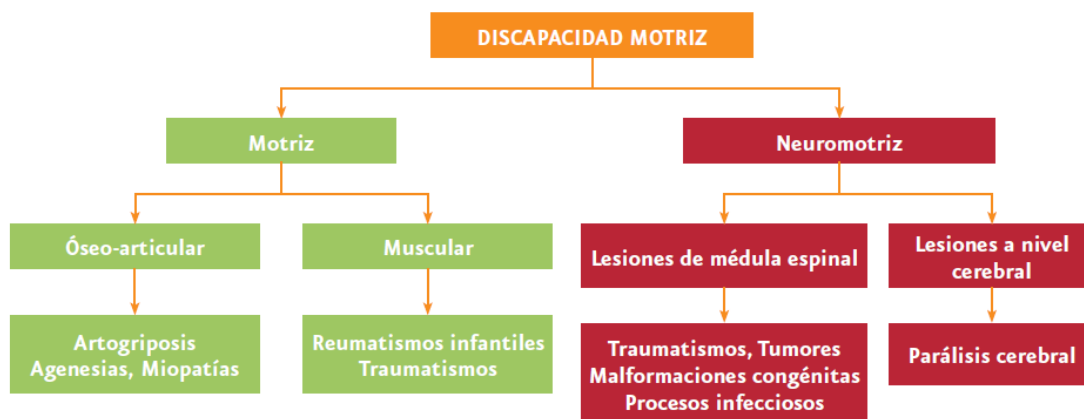 DISCAPACIDAD MOTRIZ
Motriz
Neuromotriz
Óseo-articular
Muscular
Lesiones de médula espinal
Lesiones a nivel
cerebral
Artogriposis
Agenesias, Miopatías
Reumatismos infantiles
Traumatismos
Traumatismos, Tumores
Malformaciones congénitas
Procesos infecciosos
Parálisis cerebral